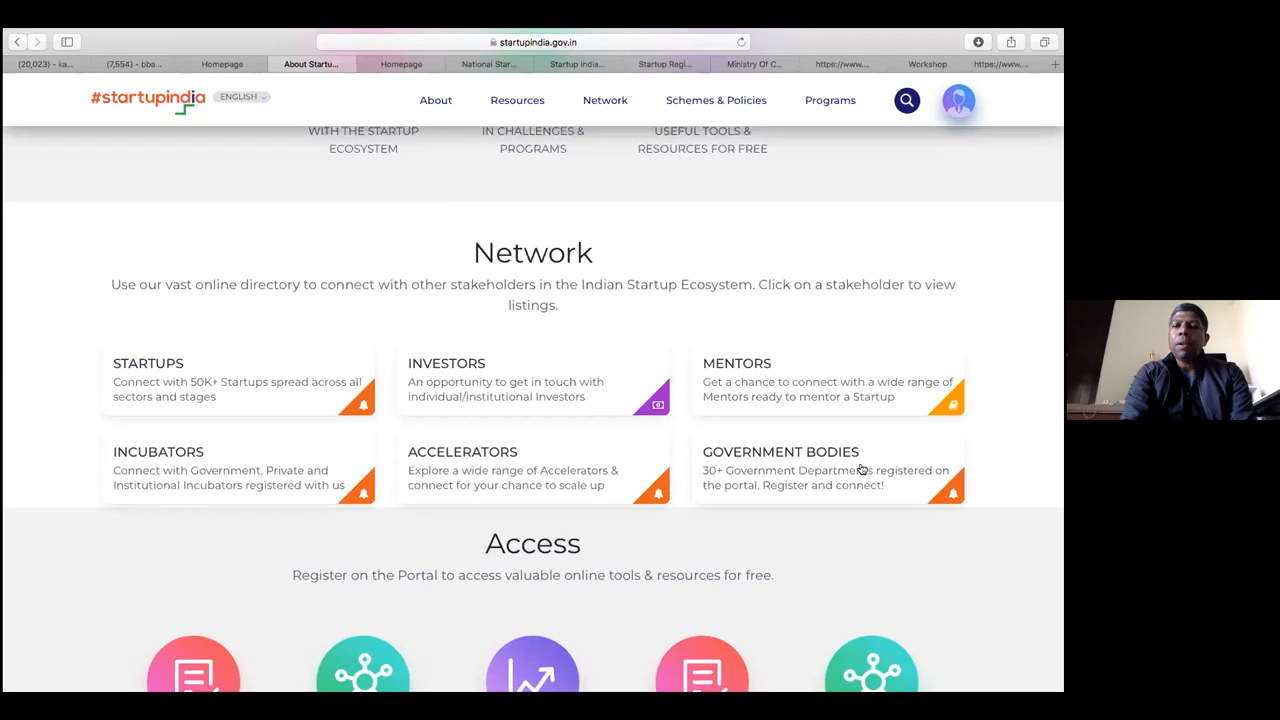 startupindia.gov.in
(20,023) - ka...
(7,554) - bba...
Homepage
About Startu...
Homepage
National Star...
Startup India...
Startup Regi...
Ministry Of C...
https://www....
Workshop
https://www....
#startupindia
ENGLISH
About
Resources
Network
Schemes & Policies
Programs
WITH THE STARTUP
ECOSYSTEM
IN CHALLENGES &
PROGRAMS
USEFUL TOOLS &
RESOURCES FOR FREE
Network
Use our vast online directory to connect with other stakeholders in the Indian Startup Ecosystem. Click on a stakeholder to view
listings.
STARTUPS
Connect with 50K+ Startups spread across all
sectors and stages
INVESTORS
An opportunity to get in touch with
individual/institutional Investors
MENTORS
Get a chance to connect with a wide range of
Mentors ready to mentor a Startup
INCUBATORS
Connect with Government, Private and
Institutional Incubators registered with us
ACCELERATORS
Explore a wide range of Accelerators &
connect for your chance to scale up
GOVERNMENT BODIES
30+ Government Departments registered on
the portal. Register and connect!
Access
Register on the Portal to access valuable online tools & resources for free.